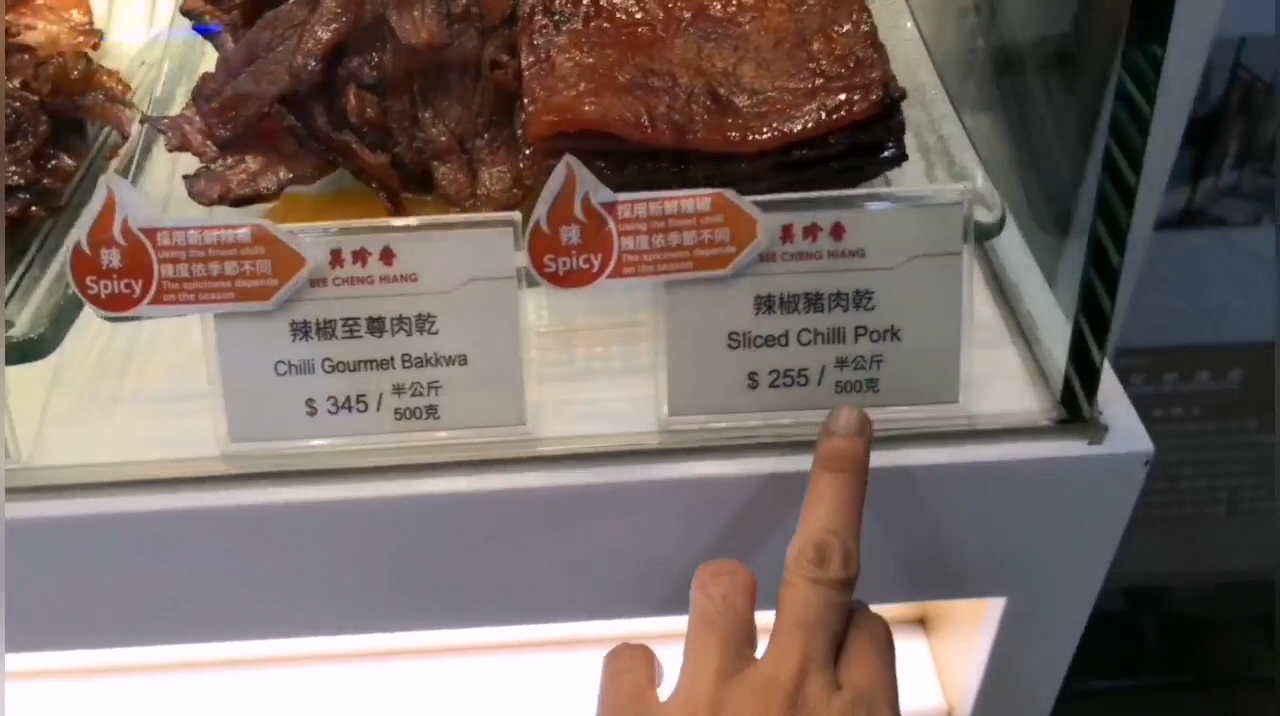 辣
Spicy
採用新鮮辣椒
Using the finest chilli
辣度依季節不同
The spiciness depends
on the season
美珍香
BEE CHENG HIANG
辣椒至尊肉乾
Chilli Gourmet Bakkwa
$ 345 / 半公斤
500克
辣
Spicy
採用新鮮辣椒
Using the finest chilli
辣度依季節不同
The spiciness depends
on the season
美珍香
BEE CHENG HIANG
辣椒豬肉乾
Sliced Chilli Pork
$ 255 / 半公斤
500克